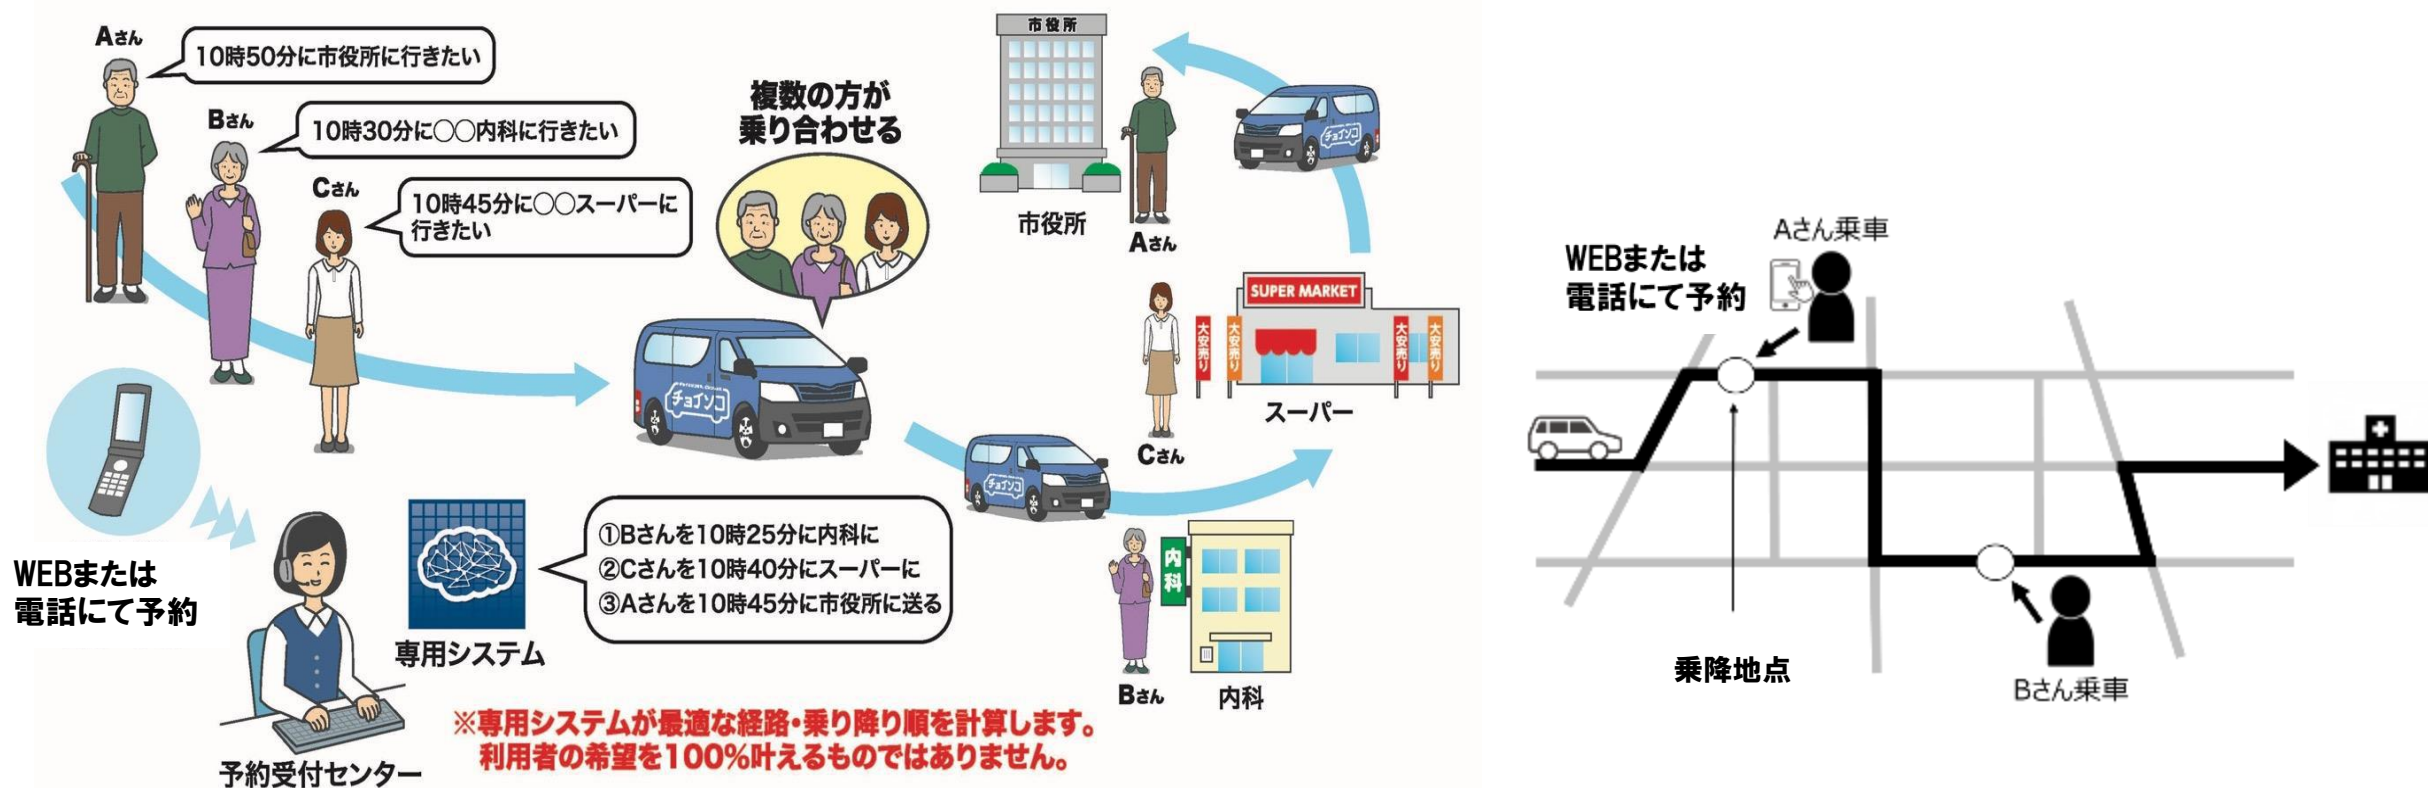 Aさん
10時50分に市役所に行きたい
Bさん
10時30分に○○内科に行きたい
Cさん
10時45分に○○スーパーに
行きたい
複数の方が
乗り合わせる
チョイソコ
WEBまたは
電話にて予約
予約受付センター
専用システム
①Bさんを10時25分に内科に
②Cさんを10時40分にスーパーに
③Aさんを10時45分に市役所に送る
※専用システムが最適な経路・乗り降り順を計算します。
利用者の希望を100%叶えるものではありません。
チョイソコ
Bさん
内科
内科
Cさん
SUPER MARKET
大安売り
大安売り
大安売り
大安売り
スーパー
チョイソコ
市役所
市役所
Aさん
WEBまたは
電話にて予約
Aさん乗車
乗降地点
Bさん乗車